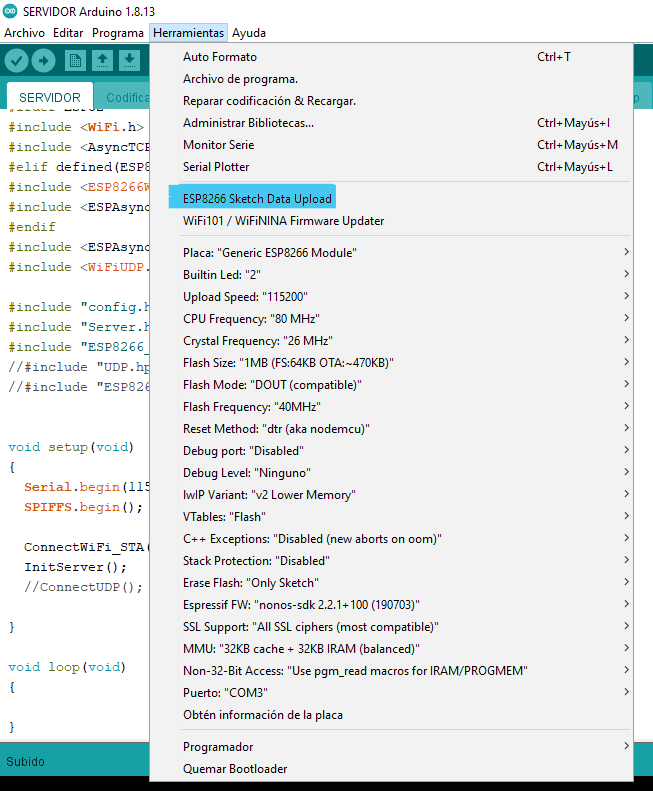 SERVIDOR Arduino 1.8.13
Archivo Editar Programa Herramientas Ayuda
SERVIDOR Codifica
#include <WiFi.h>
#include <AsyncTCP
#elif defined(ESP8
#include <ESP8266W
#include <ESPAsync
#endif
#include <ESPAsync
#include <WiFiUDP.
#include "config.h
#include "Server.h
#include "ESP8266_
//#include "UDP.hp
//#include "ESP826
void setup(void)
{
Serial.begin(115
SPIFFS.begin();
ConnectWiFi_STA(
InitServer();
//ConnectUDP();
}
void loop(void)
{
}
Subido
Auto Formato Ctrl+T
Archivo de programa.
Reparar codificación & Recargar.
Administrar Bibliotecas... Ctrl+Mayús+I
Monitor Serie Ctrl+Mayús+M
Serial Plotter Ctrl+Mayús+L
ESP8266 Sketch Data Upload
WiFi101 / WiFiNINA Firmware Updater
Placa: "Generic ESP8266 Module"
Builtin Led: "2"
Upload Speed: "115200"
CPU Frequency: "80 MHz"
Crystal Frequency: "26 MHz"
Flash Size: "1MB (FS:64KB OTA:~470KB)"
Flash Mode: "DOUT (compatible)"
Flash Frequency: "40MHz"
Reset Method: "dtr (aka nodemcu)"
Debug port: "Disabled"
Debug Level: "Ninguno"
lwIP Variant: "v2 Lower Memory"
VTables: "Flash"
C++ Exceptions: "Disabled (new aborts on oom)"
Stack Protection: "Disabled"
Erase Flash: "Only Sketch"
Espressif FW: "nonos-sdk 2.2.1+100 (190703)"
SSL Support: "All SSL ciphers (most compatible)"
MMU: "32KB cache + 32KB IRAM (balanced)"
Non-32-Bit Access: "Use pgm_read macros for IRAM/PROGMEM"
Puerto: "COM3"
Obtén información de la placa
Programador
Quemar Bootloader